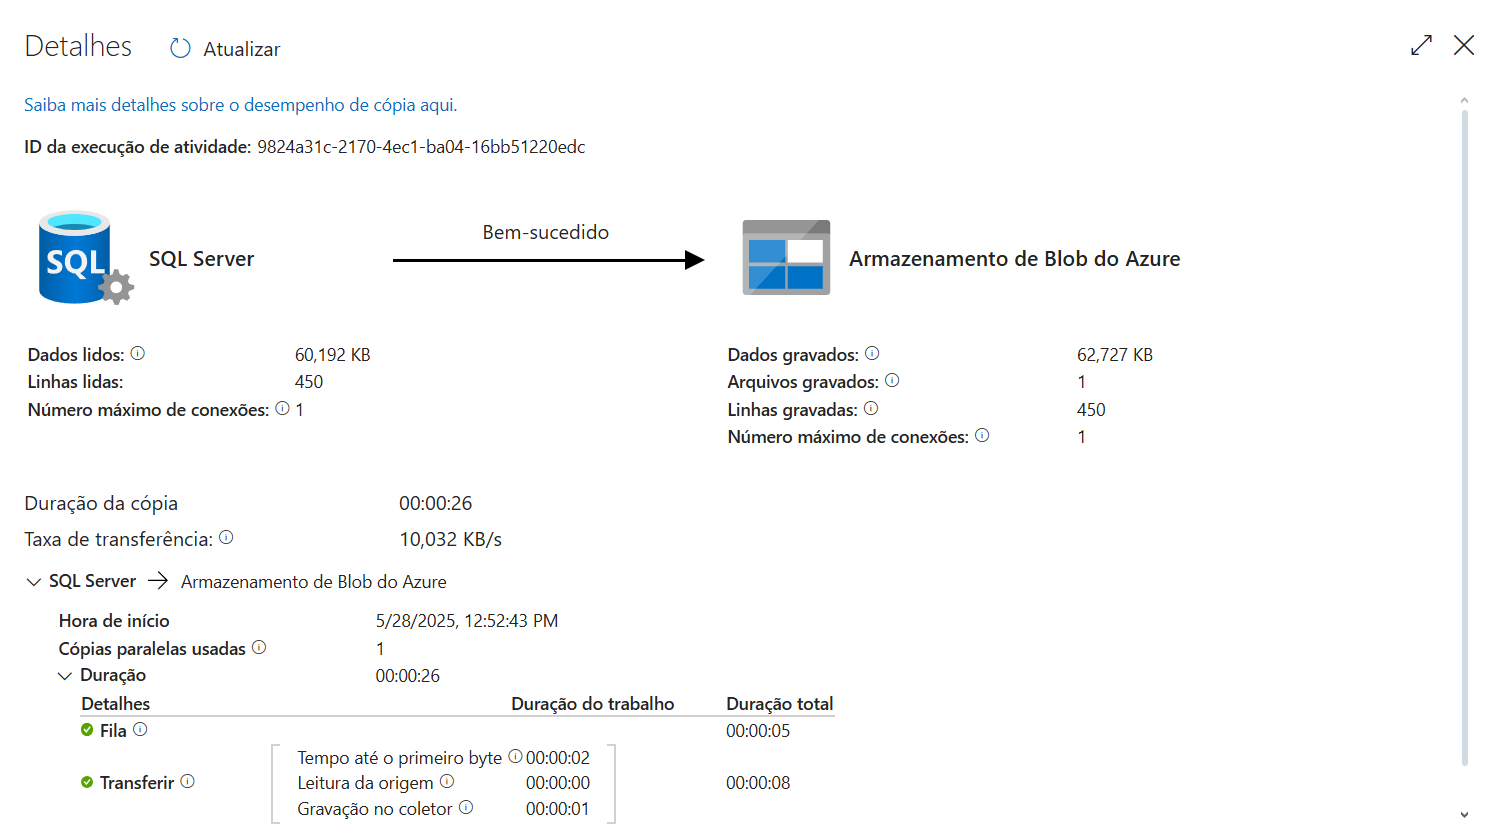 Detalhes Atualizar
Saiba mais detalhes sobre o desempenho de cópia aqui.
ID da execução de atividade: 9824a31c-2170-4ec1-ba04-16bb51220edc
Bem-sucedido
SQL
SQL Server
Armazenamento de Blob do Azure
Dados lidos: 60,192 KB
Linhas lidas: 450
Número máximo de conexões: 1
Dados gravados: 62,727 KB
Arquivos gravados: 1
Linhas gravadas: 450
Número máximo de conexões: 1
Duração da cópia 00:00:26
Taxa de transferência: 10,032 KB/s
SQL Server Armazenamento de Blob do Azure
Hora de início 5/28/2025, 12:52:43 PM
Cópias paralelas usadas 1
Duração 00:00:26
Detalhes Duração do trabalho Duração total
Fila 00:00:05
Tempo até o primeiro byte 00:00:02
Transferir Leitura da origem 00:00:00 00:00:08
Gravação no coletor 00:00:01